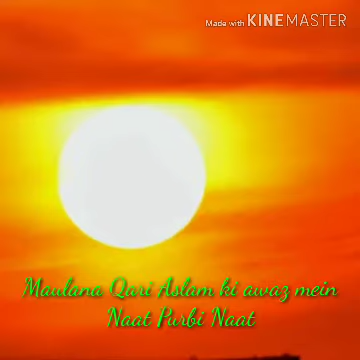 Made with KINEMASTER
Maulana Qari Aslam ki awaz mein
Naat Purbi Naat